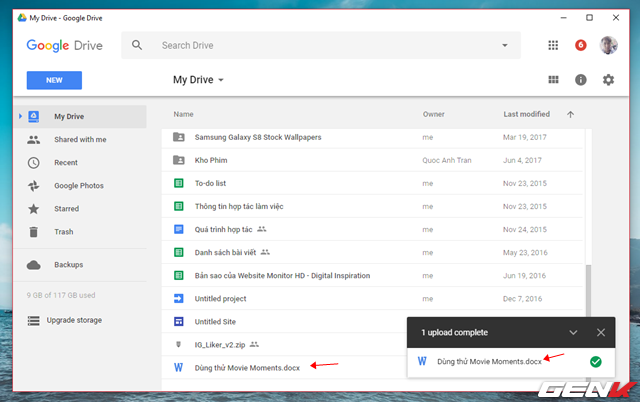 My Drive - Google Drive
Google Drive
Search Drive
6
NEW
My Drive
My Drive
Shared with me
Recent
Google Photos
Starred
Trash
Backups
9 GB of 117 GB used
Upgrade storage
Name Owner Last modified
Samsung Galaxy S8 Stock Wallpapers me Mar 19, 2017
Kho Phim Quoc Anh Tran Jun 4, 2017
To-do list me Nov 23, 2015
Thông tin hợp tác làm việc me Nov 23, 2015
Quá trình hợp tác me Nov 24, 2015
Danh sách bài viết me May 23, 2016
Bản sao của Website Monitor HD - Digital Inspiration me Jun 19, 2016
Untitled project me Dec 7, 2016
Untitled Site
IG_Liker_v2.zip
W Dùng thử Movie Moments.docx
1 upload complete
W Dùng thử Movie Moments.docx
GENK